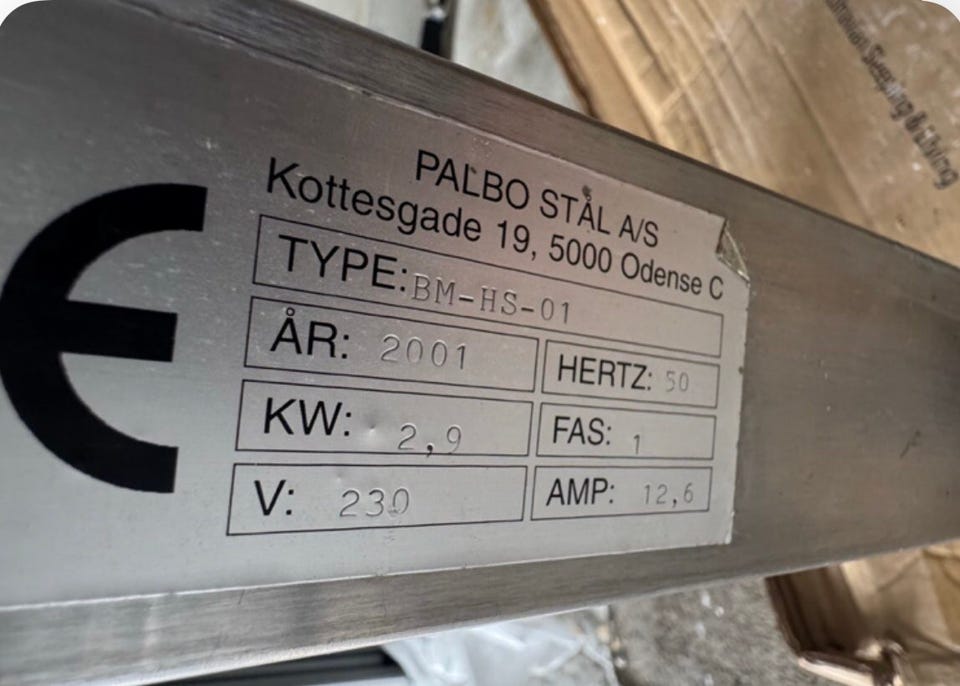 PALBO STÅL A/S
Kottesgade 19, 5000 Odense C
TYPE: BM-HS-01
ÅR: 2001 HERTZ: 50
KW: 2,9 FAS: 1
V: 230 AMP: 12,6
CE